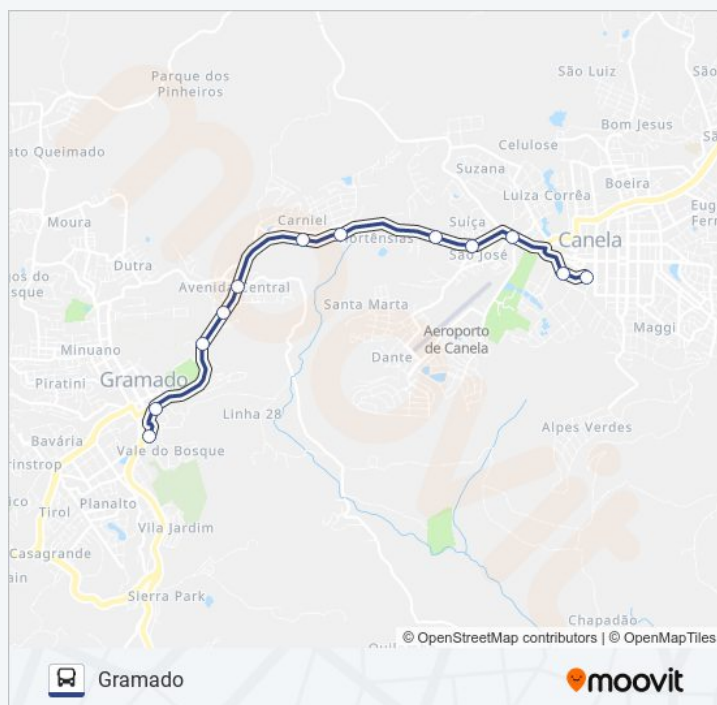 São Luiz
Parque dos
Pinheiros
Bom Jesus
Celulose
ato Queimado
Suzana
Luiza Corrêa
Boeira
Moura
Carniel
Suíça
Eug
Ferr
Hortênsias
Canela
Dutra
São José
gos do
sque
Avenida Central
Santa Marta
Maggi
Aeroporto
de Canela
Minuano
Dante
Gramado
Piratini
Linha 28
Alpes Verdes
Bavária
Vale do Bosque
rinstrop
Planalto
Tirol
Vila Jardim
Casagrande
ain
Sierra Park
Chapadão
© OpenStreetMap contributors | © OpenMapTiles
Gramado
moovit